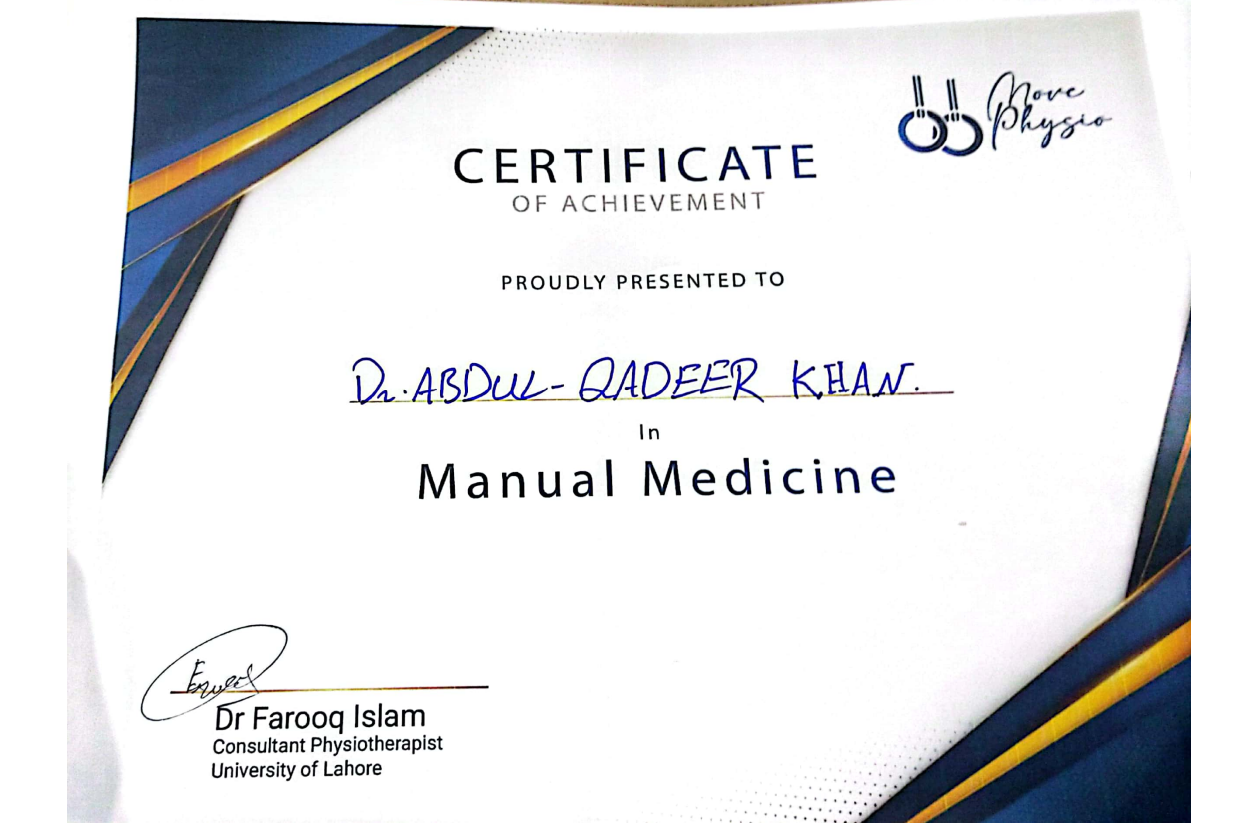 Move
Physio
CERTIFICATE
OF ACHIEVEMENT
PROUDLY PRESENTED TO
Dr. ABDUL-QADEER KHAN.
In
Manual Medicine
Dr Farooq Islam
Consultant Physiotherapist
University of Lahore